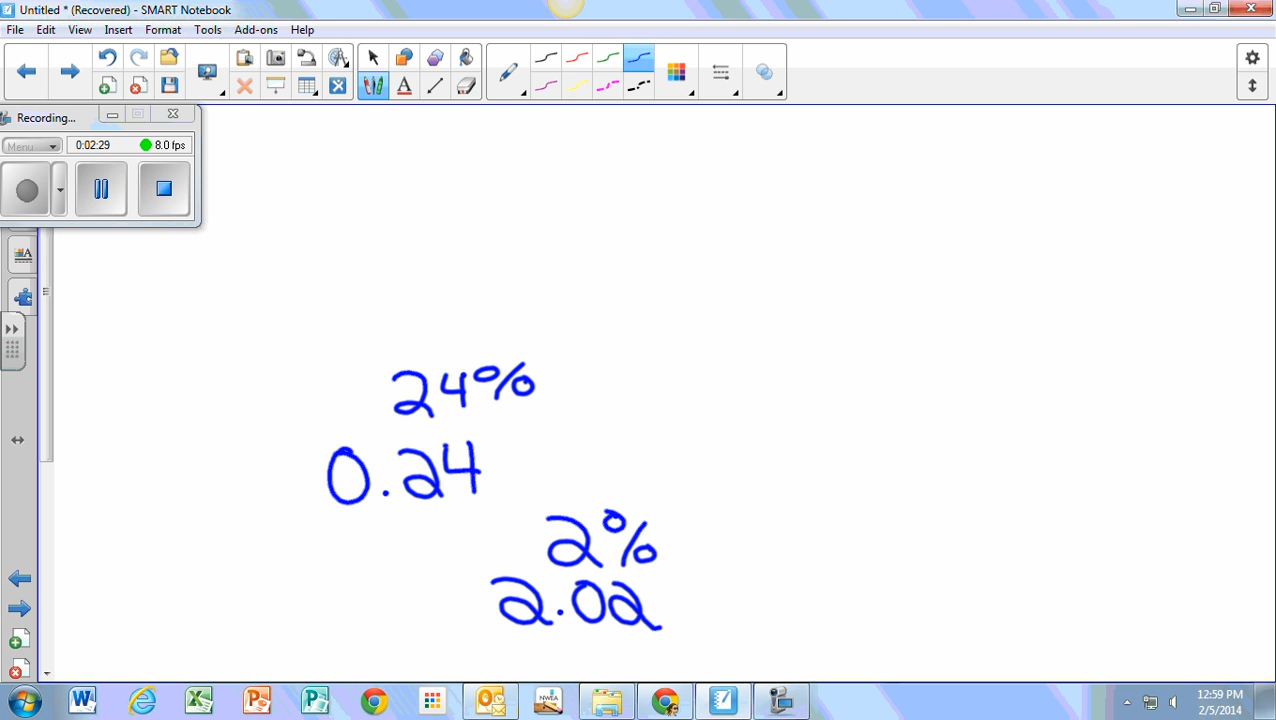 Untitled * (Recovered) - SMART Notebook
File Edit View Insert Format Tools Add-ons Help
Recording...
Menu 0:02:29 8.0 fps
24%
0.24
2%
2.02
NWEA
12:59 PM
2/5/2014